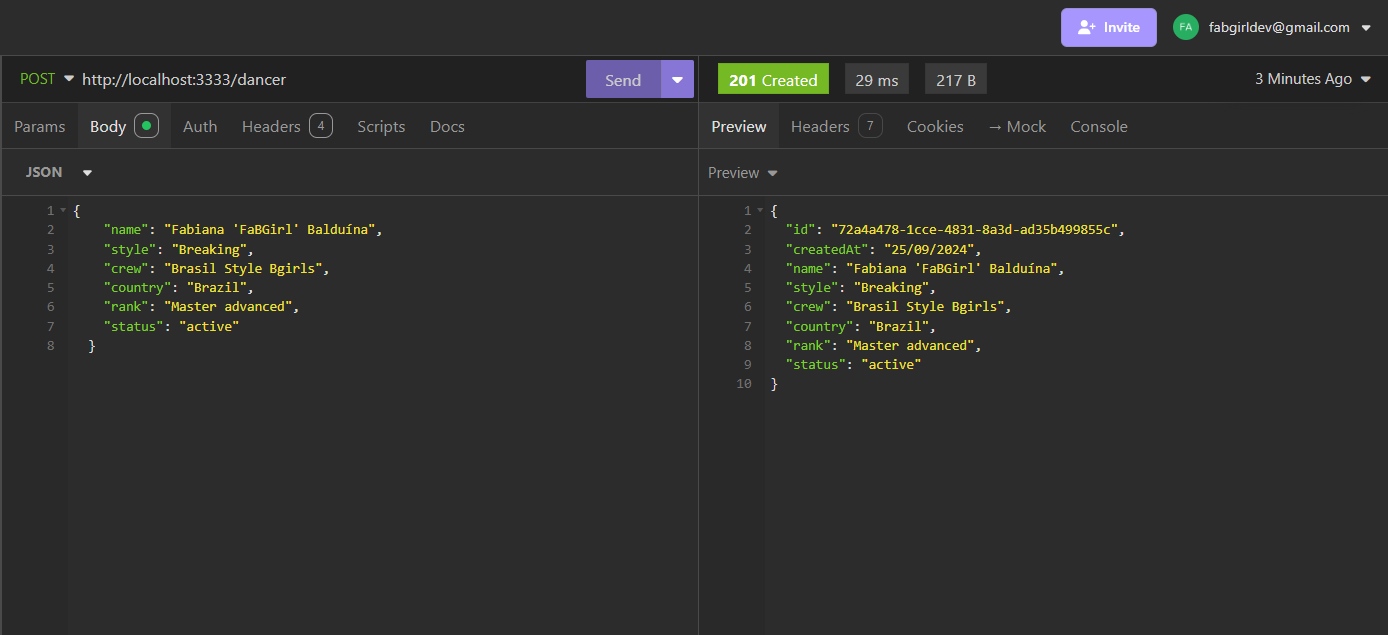 Invite FA fabgirldev@gmail.com
POST http://localhost:3333/dancer Send 201 Created 29 ms 217 B 3 Minutes Ago
Params Body Auth Headers 4 Scripts Docs Preview Headers 7 Cookies → Mock Console
JSON Preview
1 {
2 "name": "Fabiana 'FaBGirl' Balduína",
3 "style": "Breaking",
4 "crew": "Brasil Style Bgirls",
5 "country": "Brazil",
6 "rank": "Master advanced",
7 "status": "active"
8 }
1 {
2 "id": "72a4a478-1cce-4831-8a3d-ad35b499855c",
3 "createdAt": "25/09/2024",
4 "name": "Fabiana 'FaBGirl' Balduína",
5 "style": "Breaking",
6 "crew": "Brasil Style Bgirls",
7 "country": "Brazil",
8 "rank": "Master advanced",
9 "status": "active"
10 }